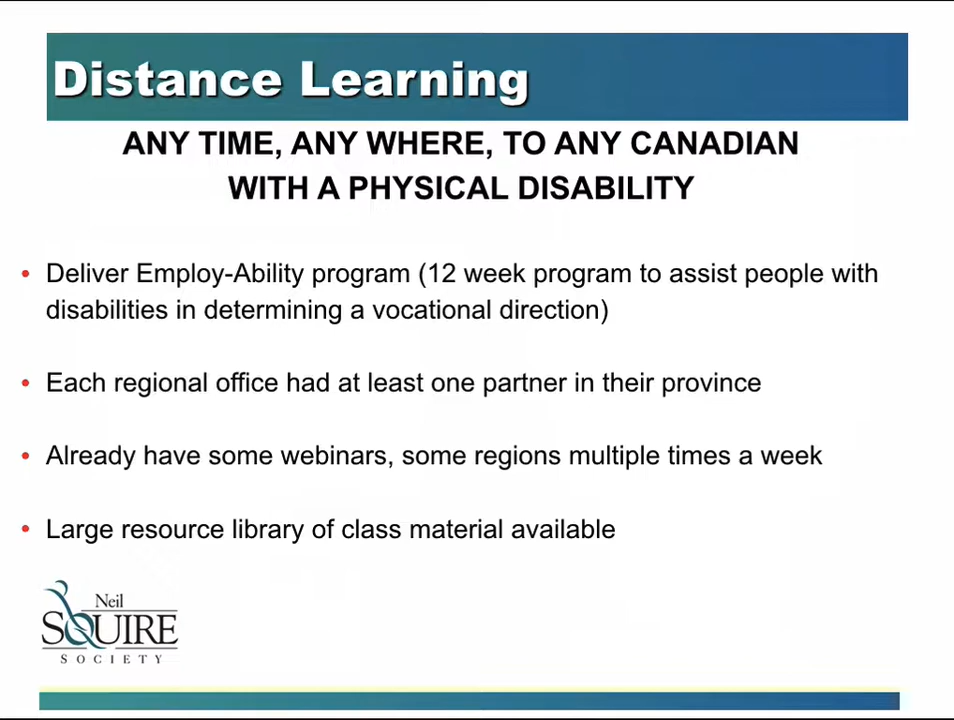 Distance Learning
ANY TIME, ANY WHERE, TO ANY CANADIAN
WITH A PHYSICAL DISABILITY
• Deliver Employ-Ability program (12 week program to assist people with
disabilities in determining a vocational direction)
• Each regional office had at least one partner in their province
• Already have some webinars, some regions multiple times a week
• Large resource library of class material available
Neil
SQUIRE
SOCIETY